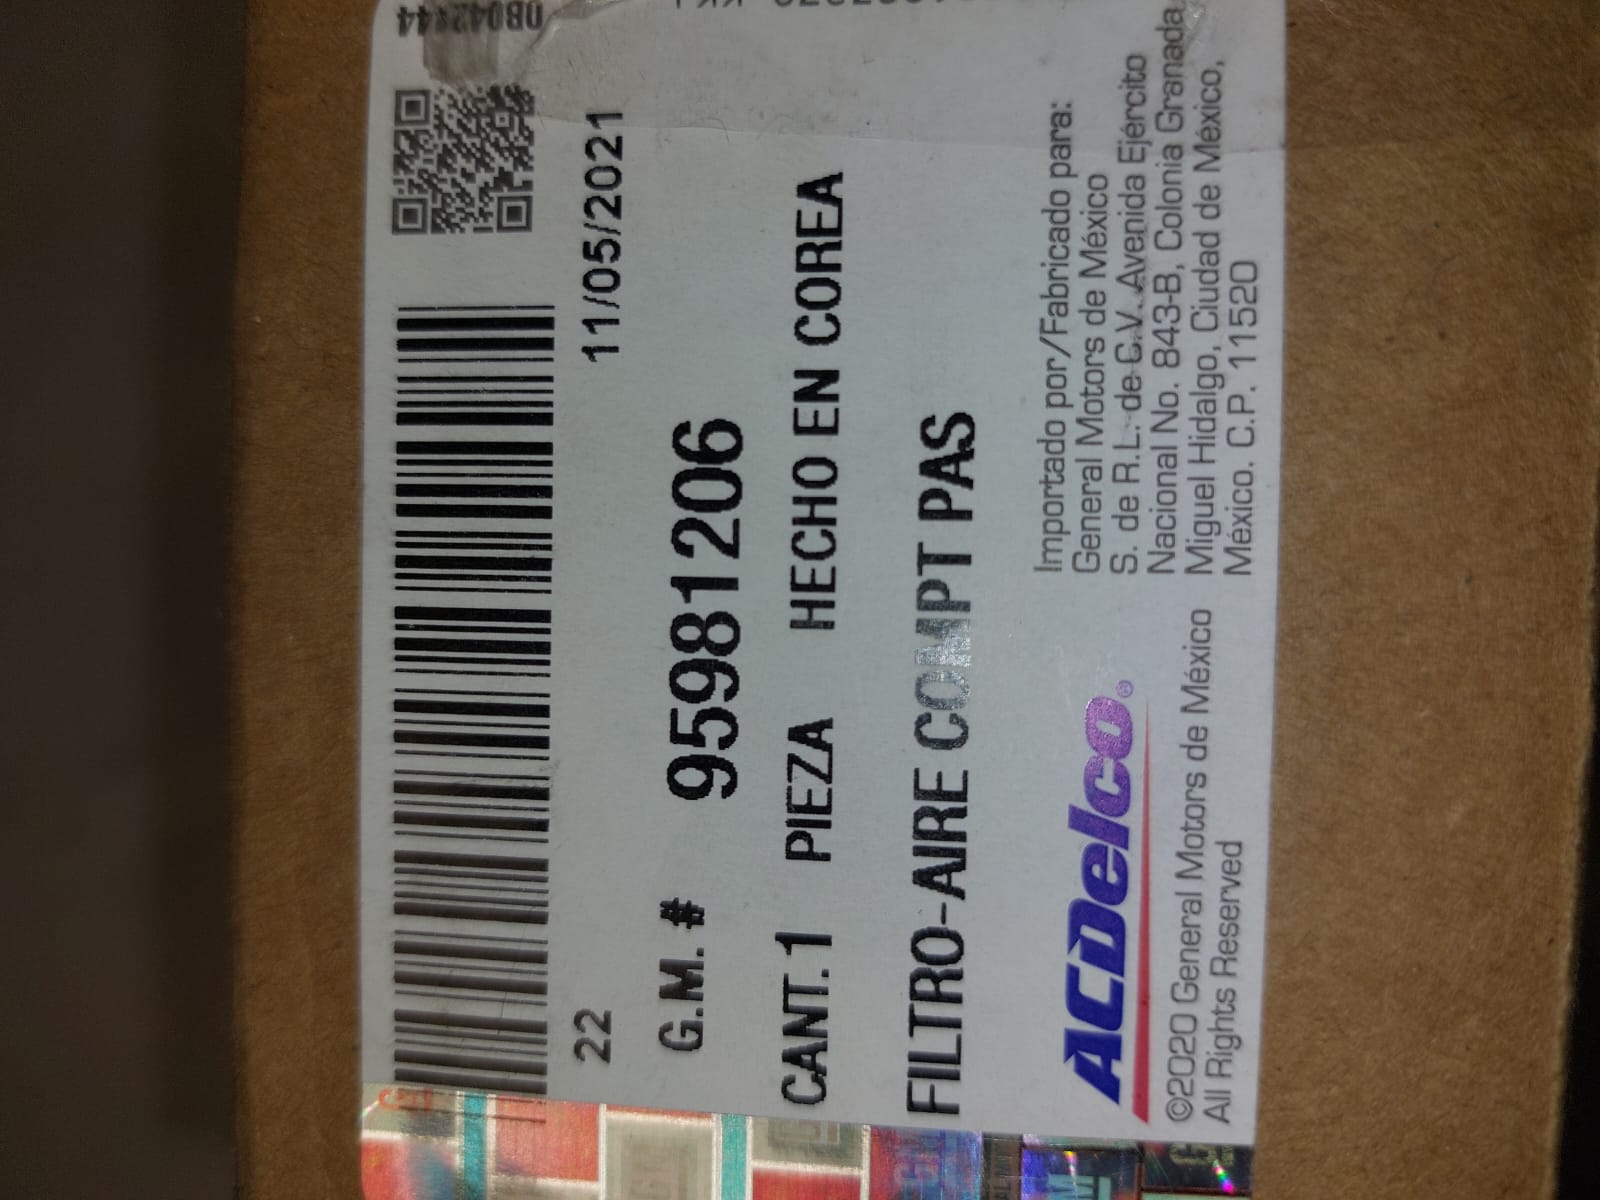 0B042444
22 11/05/2021
G.M. # 95981206
CANT.1 PIEZA HECHO EN COREA
FILTRO-AIRE COMPT PAS
ACDelco®
©2020 General Motors de México
All Rights Reserved
Importado por/Fabricado para:
General Motors de México
S. de R.L. de C.V. Avenida Ejército
Nacional No. 843-B, Colonia Granada,
Miguel Hidalgo, Ciudad de México,
México. C.P. 11520